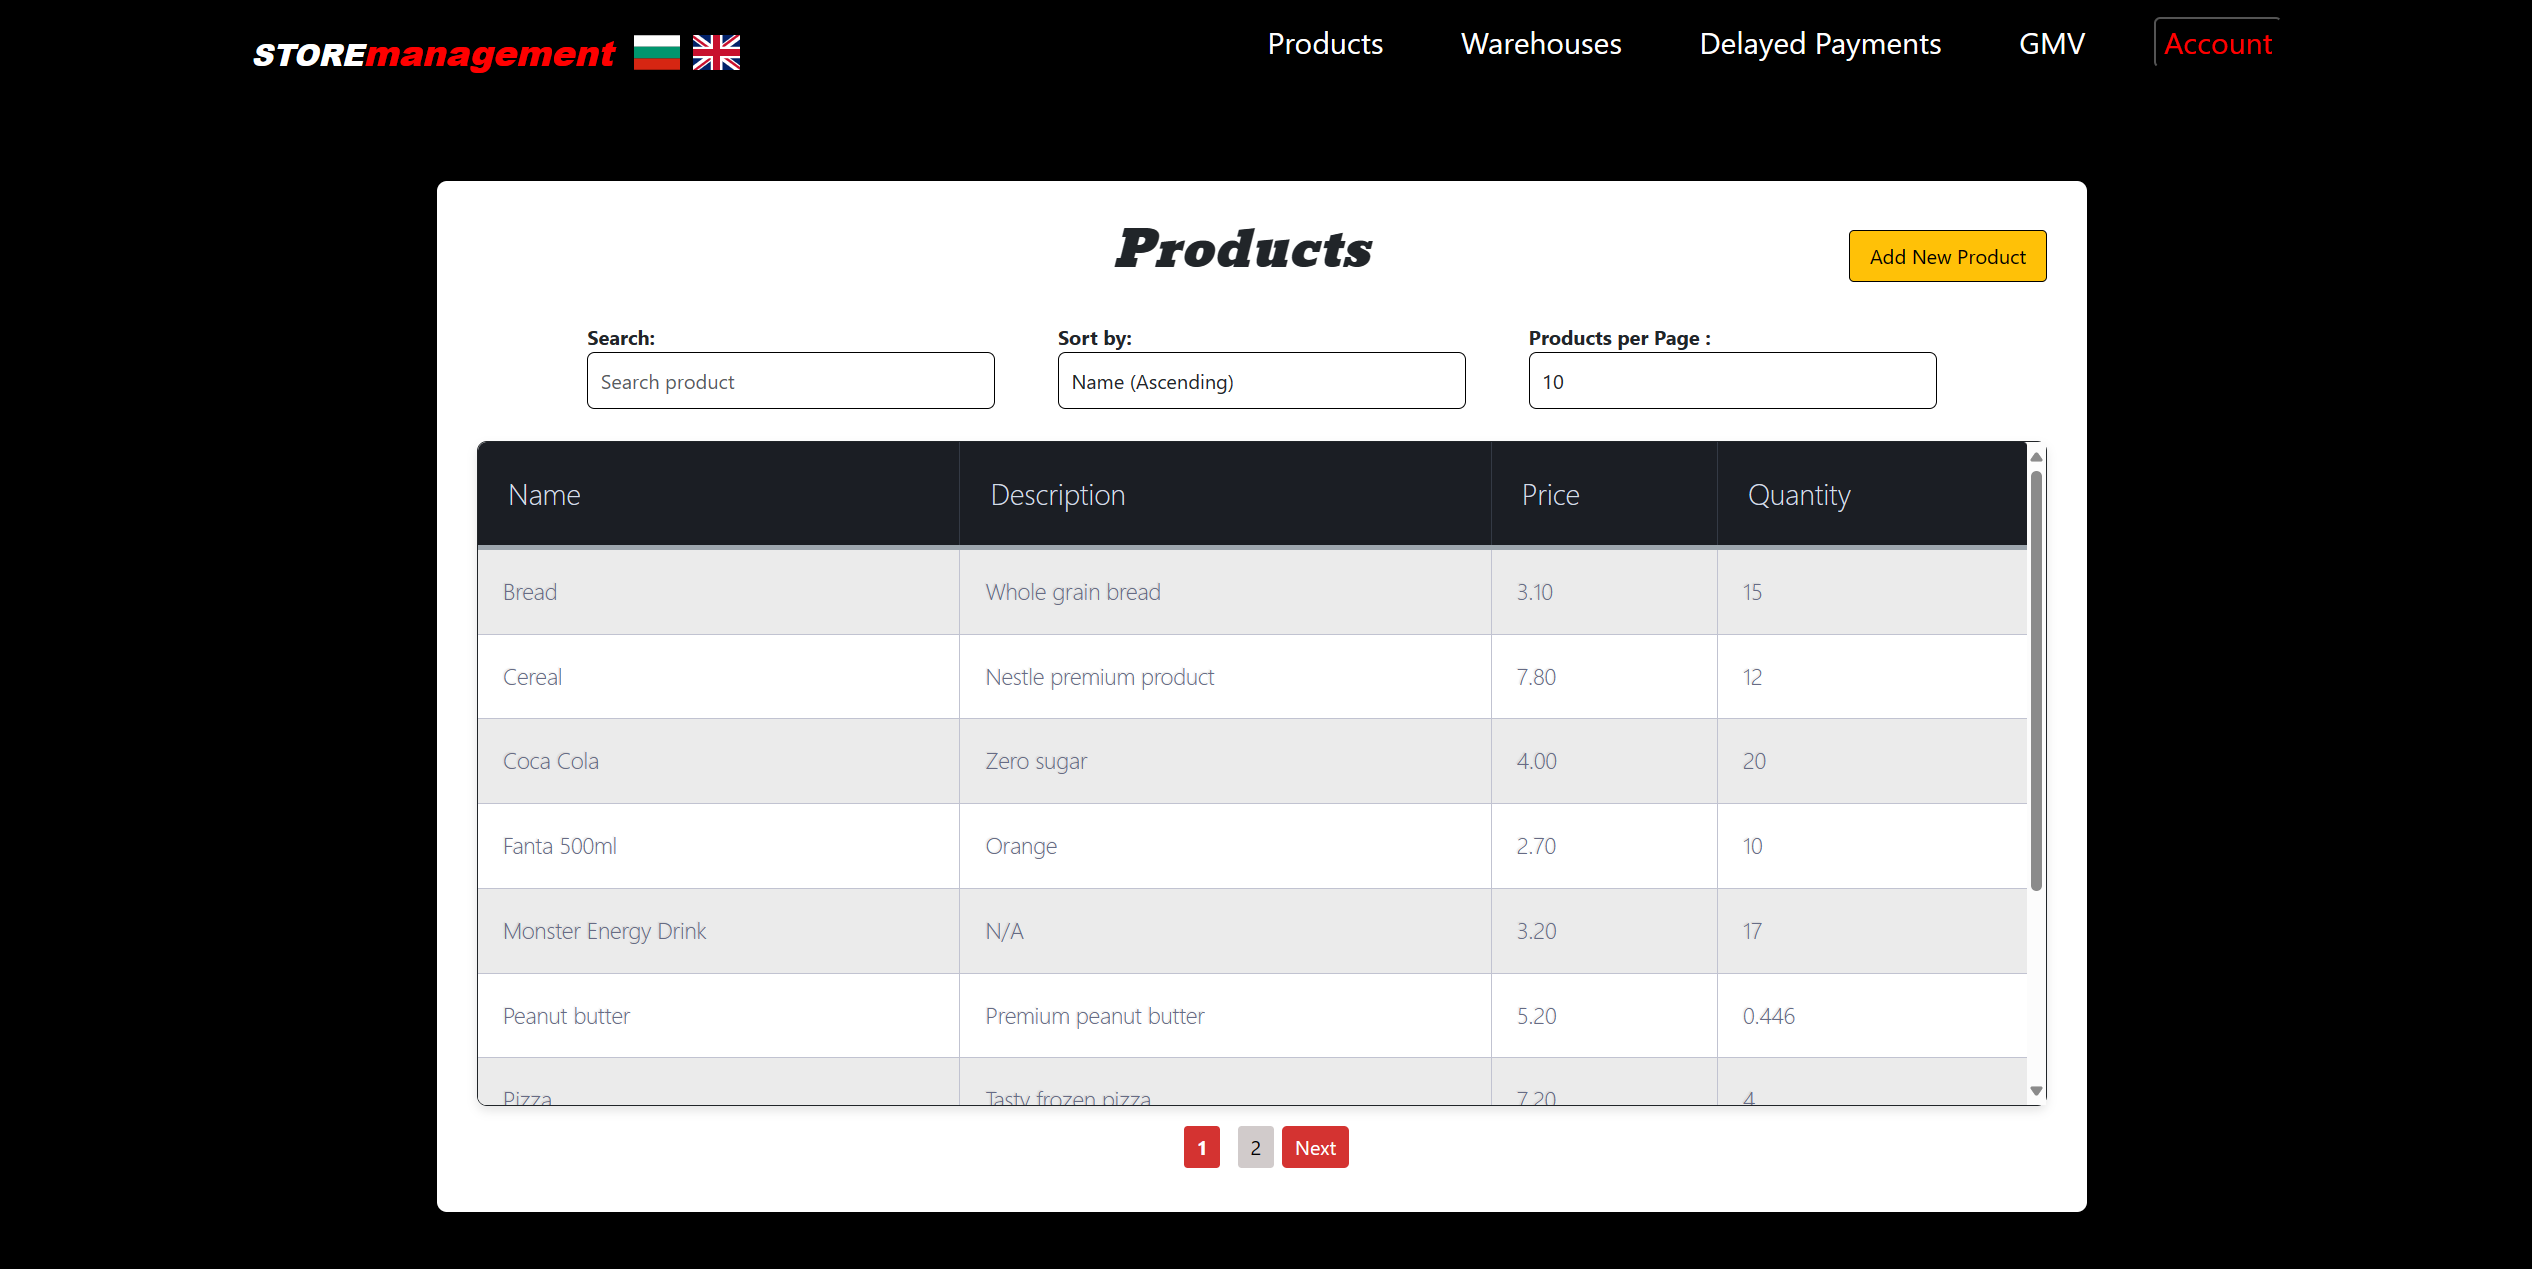 STOREmanagement
Products Warehouses Delayed Payments GMV Account
Products
Add New Product
Search: Sort by: Products per Page :
Search product Name (Ascending) 10
Name Description Price Quantity
Bread Whole grain bread 3.10 15
Cereal Nestle premium product 7.80 12
Coca Cola Zero sugar 4.00 20
Fanta 500ml Orange 2.70 10
Monster Energy Drink N/A 3.20 17
Peanut butter Premium peanut butter 5.20 0.446
Pizza Tasty frozen pizza 7.20 4
1 2 Next